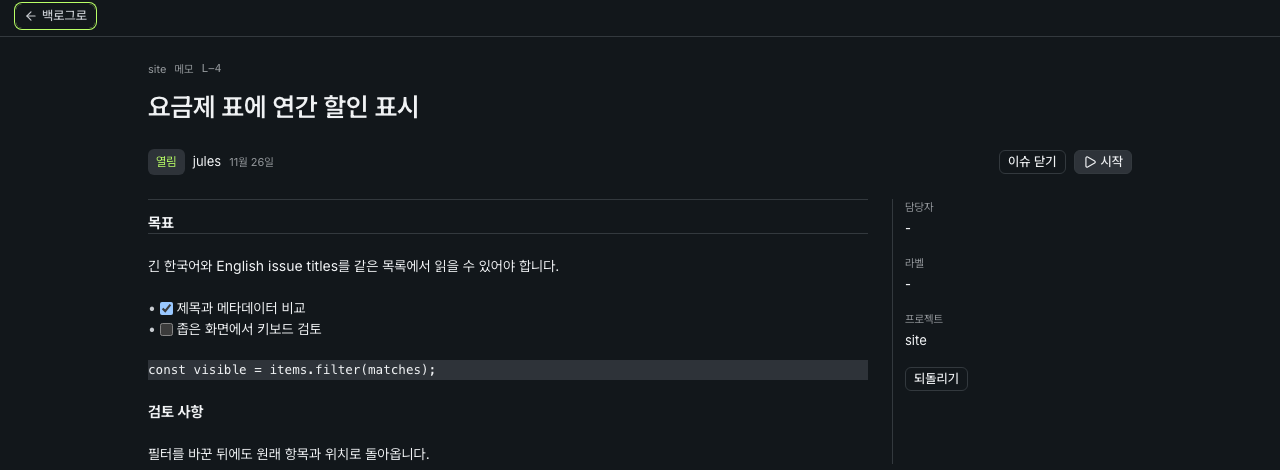 ← 백로그로
site 메모 L-4
요금제 표에 연간 할인 표시
열림 jules 11월 26일
이슈 닫기 시작
목표
긴 한국어와 English issue titles를 같은 목록에서 읽을 수 있어야 합니다.
• 제목과 메타데이터 비교
• 좁은 화면에서 키보드 검토
const visible = items.filter(matches);
검토 사항
필터를 바꾼 뒤에도 원래 항목과 위치로 돌아옵니다.
담당자
-
라벨
-
프로젝트
site
되돌리기